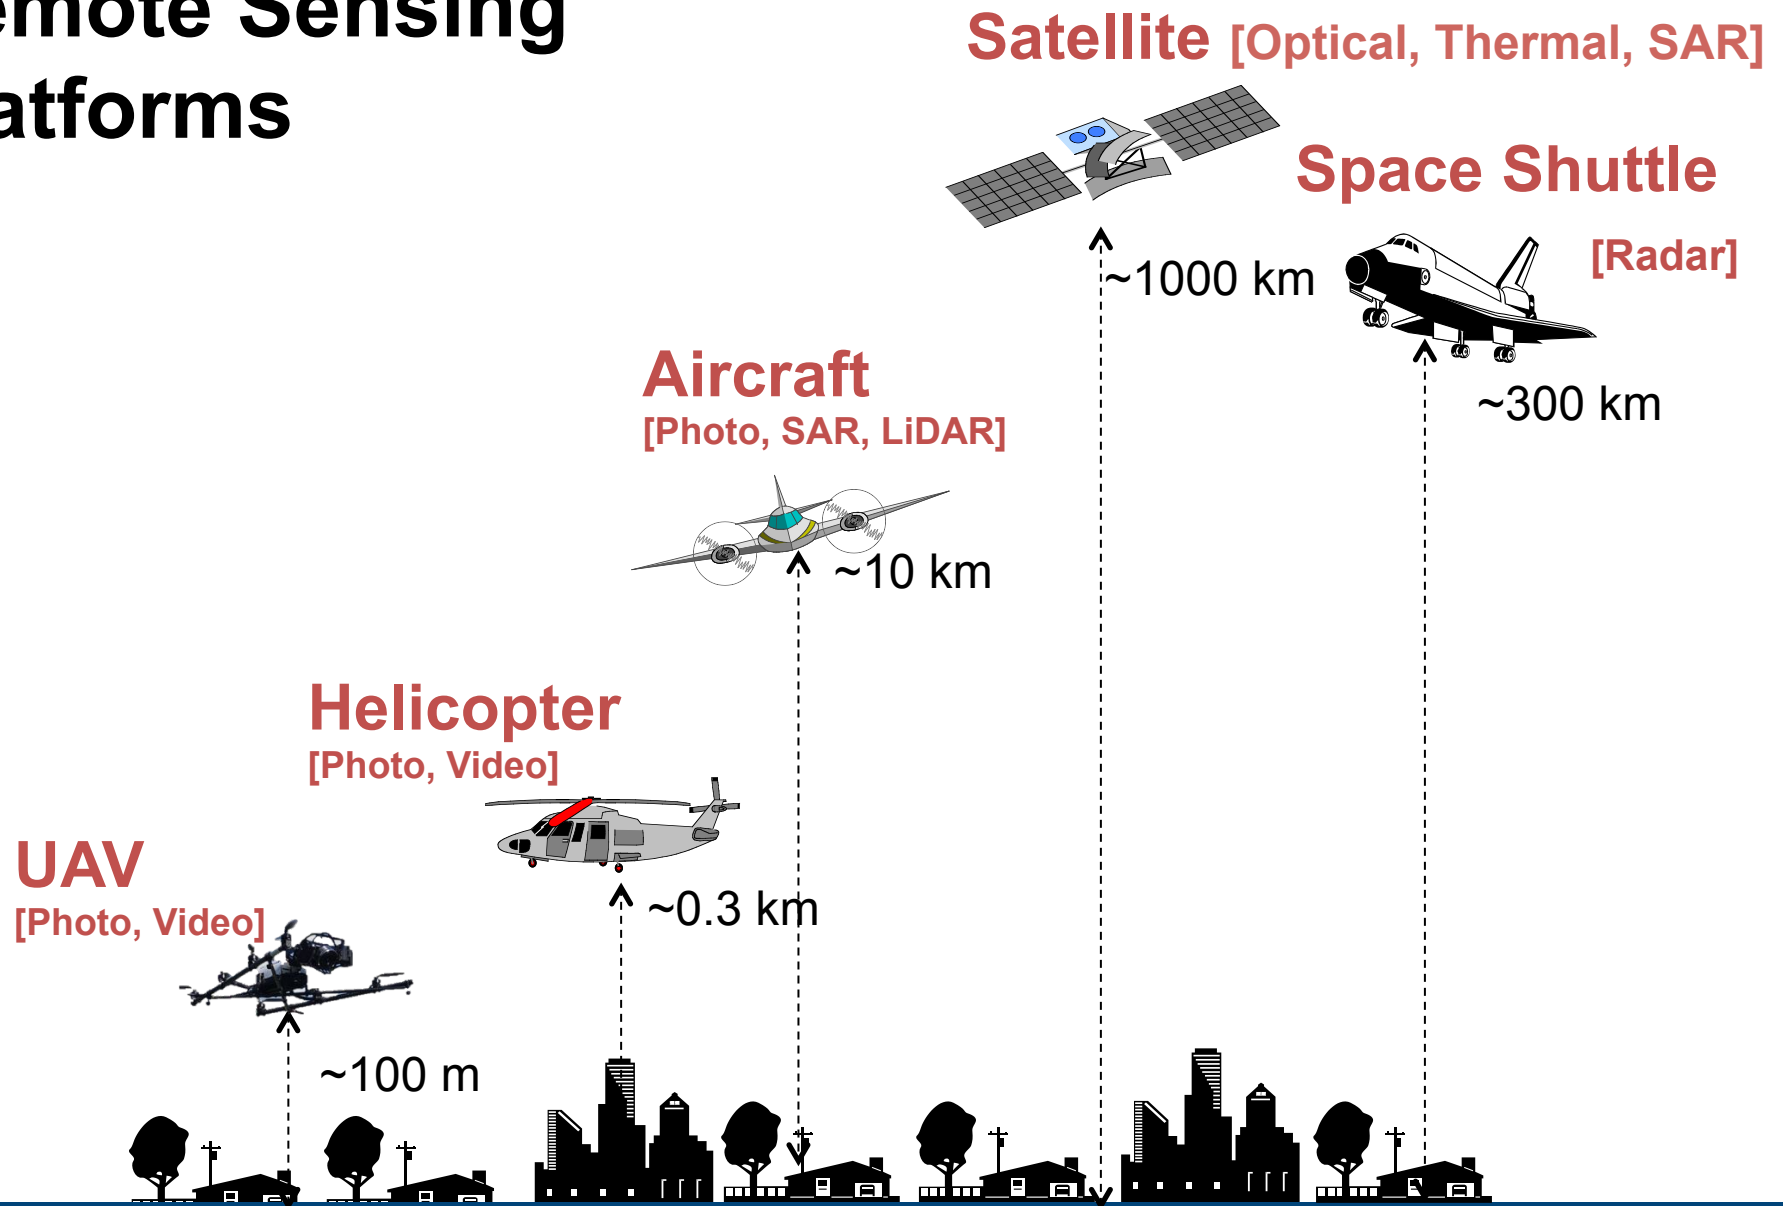 emote Sensing
atforms
Satellite [Optical, Thermal, SAR]
Space Shuttle
[Radar]
~1000 km
~300 km
Aircraft
[Photo, SAR, LiDAR]
~10 km
Helicopter
[Photo, Video]
~0.3 km
UAV
[Photo, Video]
~100 m